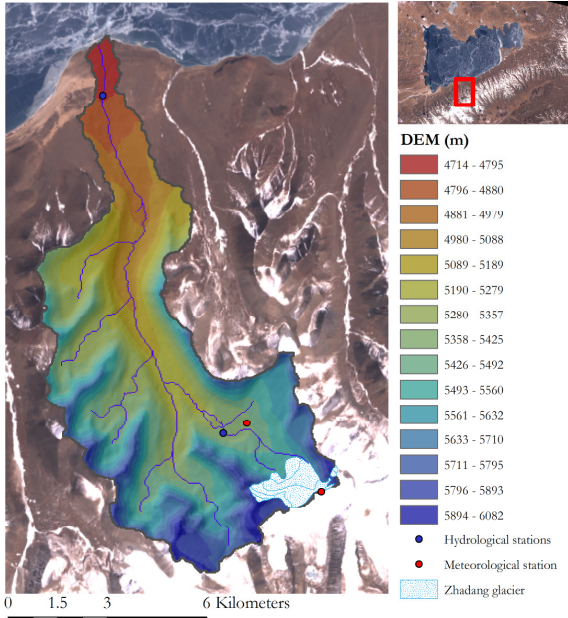 DEM (m)
4714 - 4795
4796 - 4880
4881 - 4979
4980 - 5088
5089 - 5189
5190 - 5279
5280 - 5357
5358 - 5425
5426 - 5492
5493 - 5560
5561 - 5632
5633 - 5710
5711 - 5795
5796 - 5893
5894 - 6082
Hydrological stations
Meteorological station
Zhadang glacier
0 1.5 3 6 Kilometers